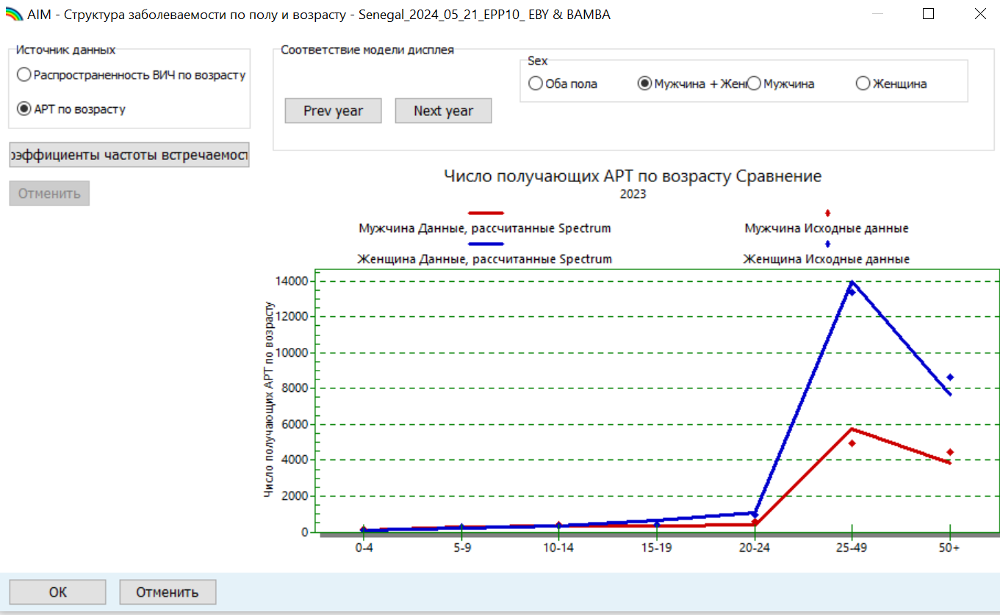 AIM - Структура заболеваемости по полу и возрасту - Senegal_2024_05_21_EPP10_ EBY & BAMBA
Источник данных
Распространенность ВИЧ по возрасту
АРТ по возрасту
оэффициенты частоты встречаемост
Отменить
Соответствие модели дисплея
Prev year
Next year
Sex
Оба пола
Мужчина + Жен
Мужчина
Женщина
Число получающих АРТ по возрасту Сравнение
2023
Мужчина Данные, рассчитанные Spectrum
Мужчина Исходные данные
Женщина Данные, рассчитанные Spectrum
Женщина Исходные данные
Число получающих АРТ по возрасту
14000
12000
10000
8000
6000
4000
2000
0
0-4
5-9
10-14
15-19
20-24
25-49
50+
OK
Отменить